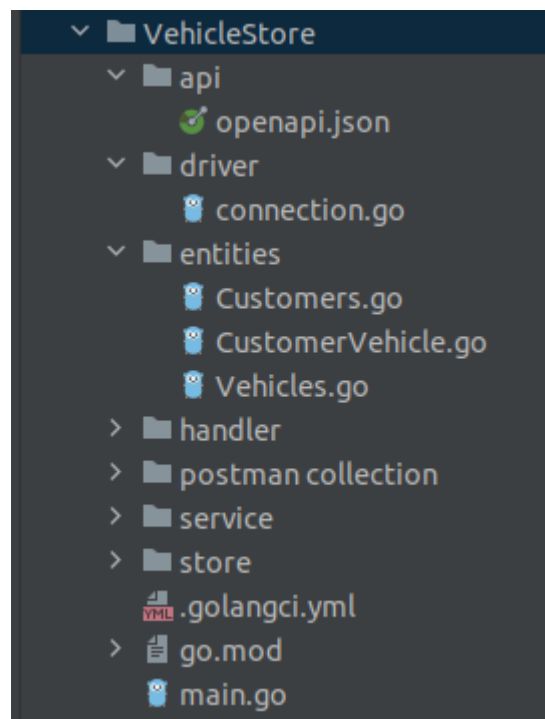 VehicleStore
api
openapi.json
driver
connection.go
entities
Customers.go
CustomerVehicle.go
Vehicles.go
handler
postman collection
service
store
YML .golangci.yml
go.mod
main.go